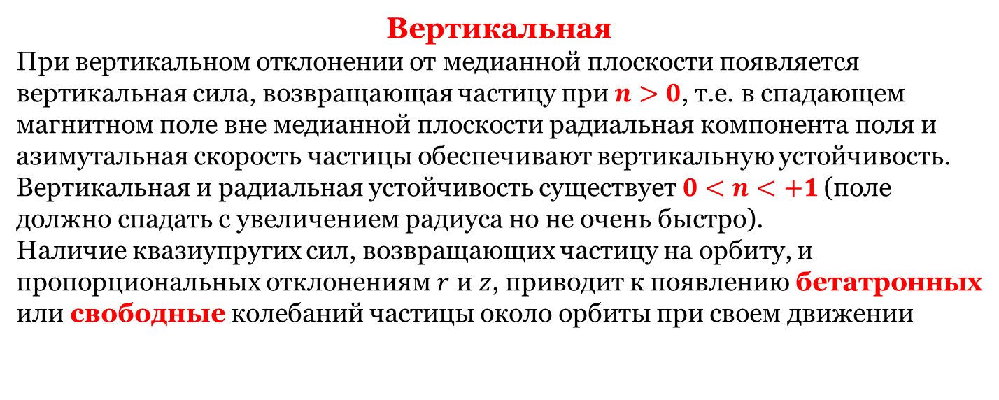 Вертикальная
При вертикальном отклонении от медианной плоскости появляется
вертикальная сила, возвращающая частицу при n > 0, т.е. в спадающем
магнитном поле вне медианной плоскости радиальная компонента поля и
азимутальная скорость частицы обеспечивают вертикальную устойчивость.
Вертикальная и радиальная устойчивость существует 0 < n < +1 (поле
должно спадать с увеличением радиуса но не очень быстро).
Наличие квазиупругих сил, возвращающих частицу на орбиту, и
пропорциональных отклонениям r и z, приводит к появлению бетатронных
или свободные колебаний частицы около орбиты при своем движении